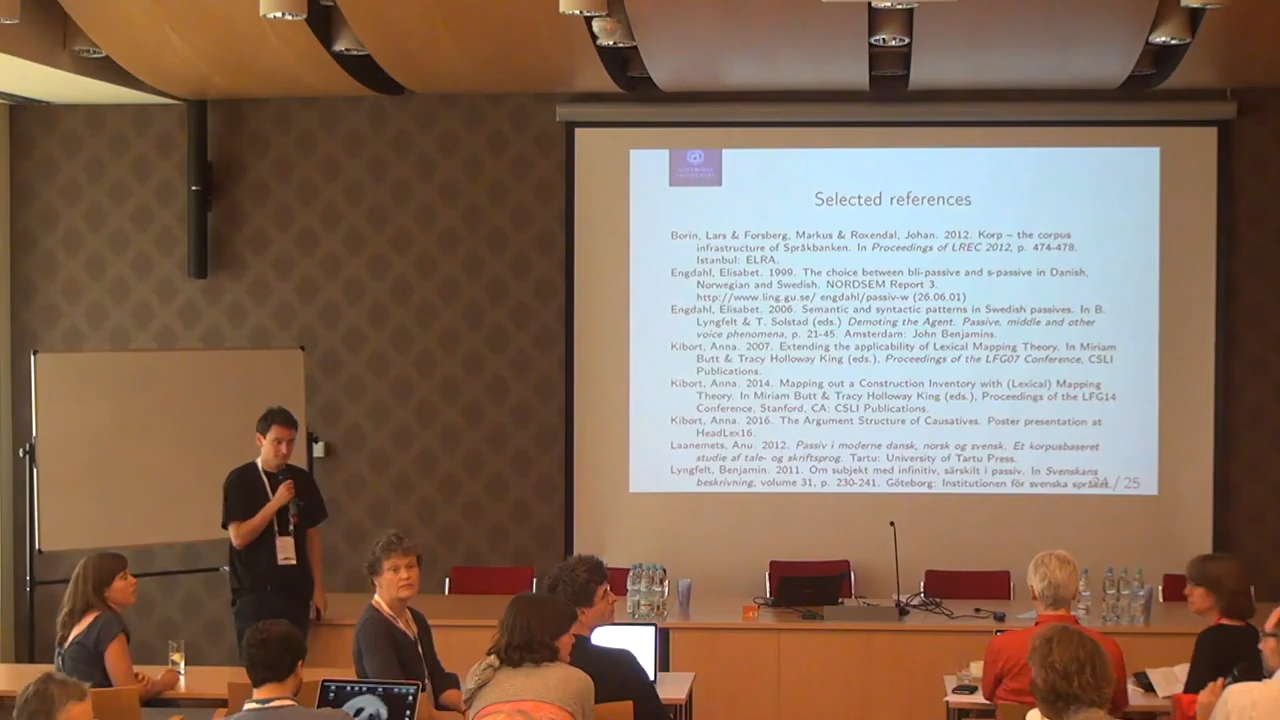 Selected references
Borin, Lars & Forsberg, Markus & Roxendal, Johan. 2012. Korp – the corpus
infrastructure of Språkbanken. In Proceedings of LREC 2012, p. 474-478.
Istanbul: ELRA.
Engdahl, Elisabet. 1999. The choice between bli-passive and s-passive in Danish,
Norwegian and Swedish. NORDSEM Report 3.
http://www.ling.gu.se/ engdahl/passiv-w (26.06.01)
Engdahl, Elisabet. 2006. Semantic and syntactic patterns in Swedish passives. In B.
Lyngfelt & T. Solstad (eds.) Demoting the Agent. Passive, middle and other
voice phenomena, p. 21-45. Amsterdam: John Benjamins.
Kibort, Anna. 2007. Extending the applicability of Lexical Mapping Theory. In Miriam
Butt & Tracy Holloway King (eds.), Proceedings of the LFG07 Conference, CSLI
Publications.
Kibort, Anna. 2014. Mapping out a Construction Inventory with (Lexical) Mapping
Theory. In Miriam Butt & Tracy Holloway King (eds.), Proceedings of the LFG14
Conference, Stanford, CA: CSLI Publications.
Kibort, Anna. 2016. The Argument Structure of Causatives. Poster presentation at
HeadLex16.
Laanemets, Anu. 2012. Passiv i moderne dansk, norsk og svensk. Et korpusbaseret
studie af tale- og skriftsprog. Tartu: University of Tartu Press.
Lyngfelt, Benjamin. 2011. Om subjekt med infinitiv, särskilt i passiv. In Svenskans
beskrivning, volume 31, p. 230-241. Göteborg: Institutionen för svenska språket.
24 / 25